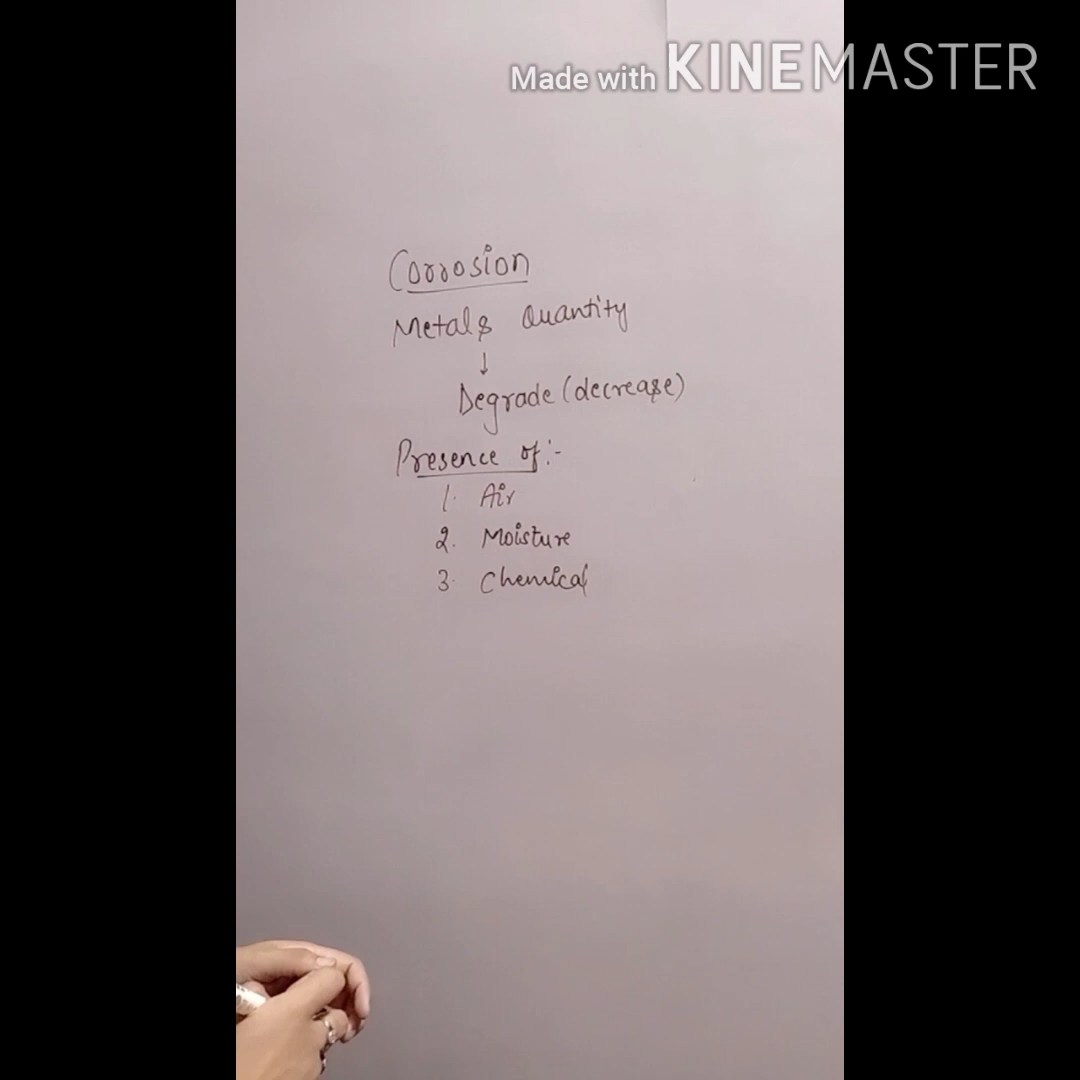 Made with KINEMASTER
Corrosion
Metals Quantity
↓
Degrade (decrease)
Presence of :-
1. Air
2. Moisture
3. Chemical